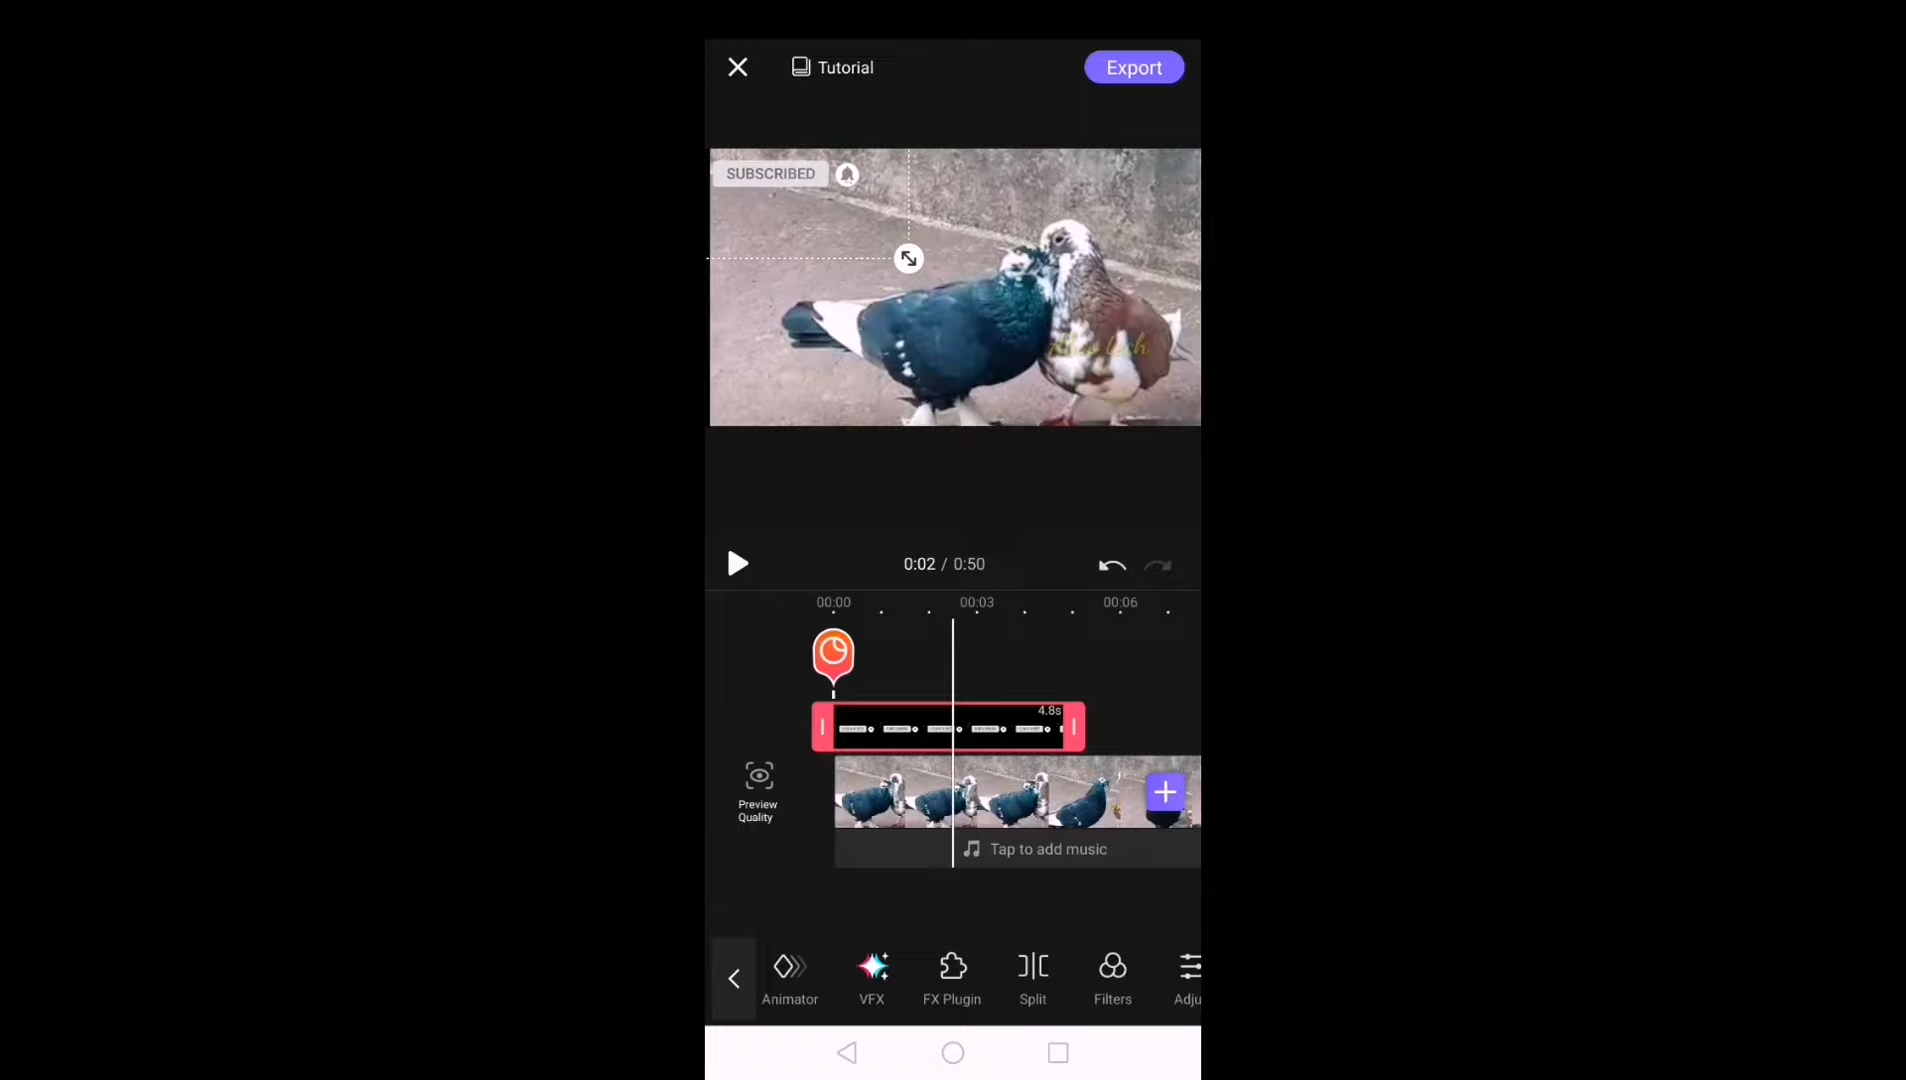 Tutorial
Export
SUBSCRIBED
0:02 / 0:50
00:00
00:03
00:06
4.8s
Preview
Quality
Tap to add music
Animator
VFX
FX Plugin
Split
Filters
Adju